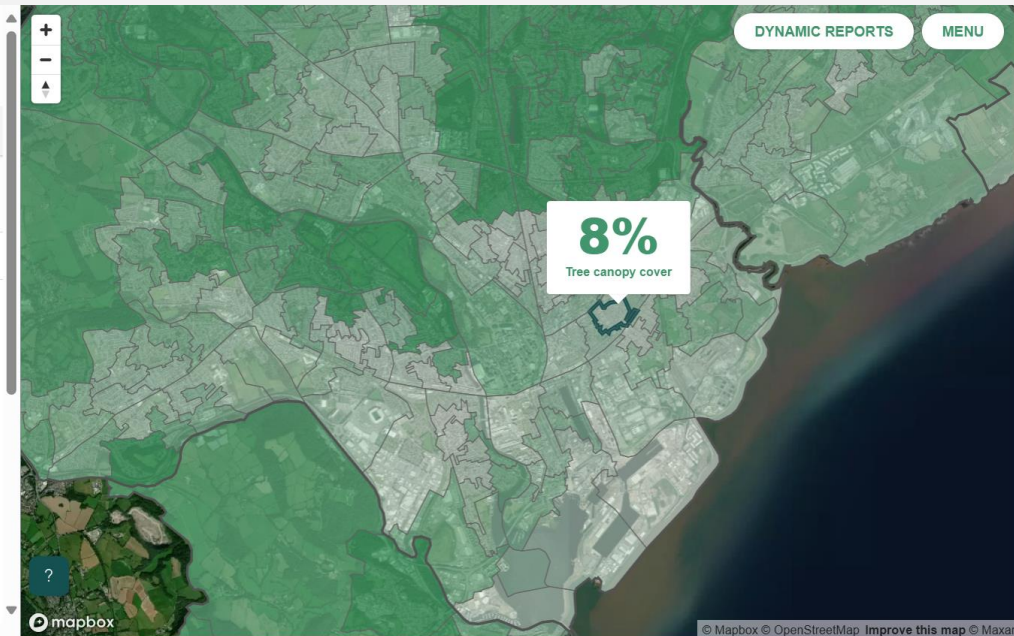 DYNAMIC REPORTS
MENU
8%
Tree canopy cover
?
mapbox
© Mapbox © OpenStreetMap Improve this map © Maxar